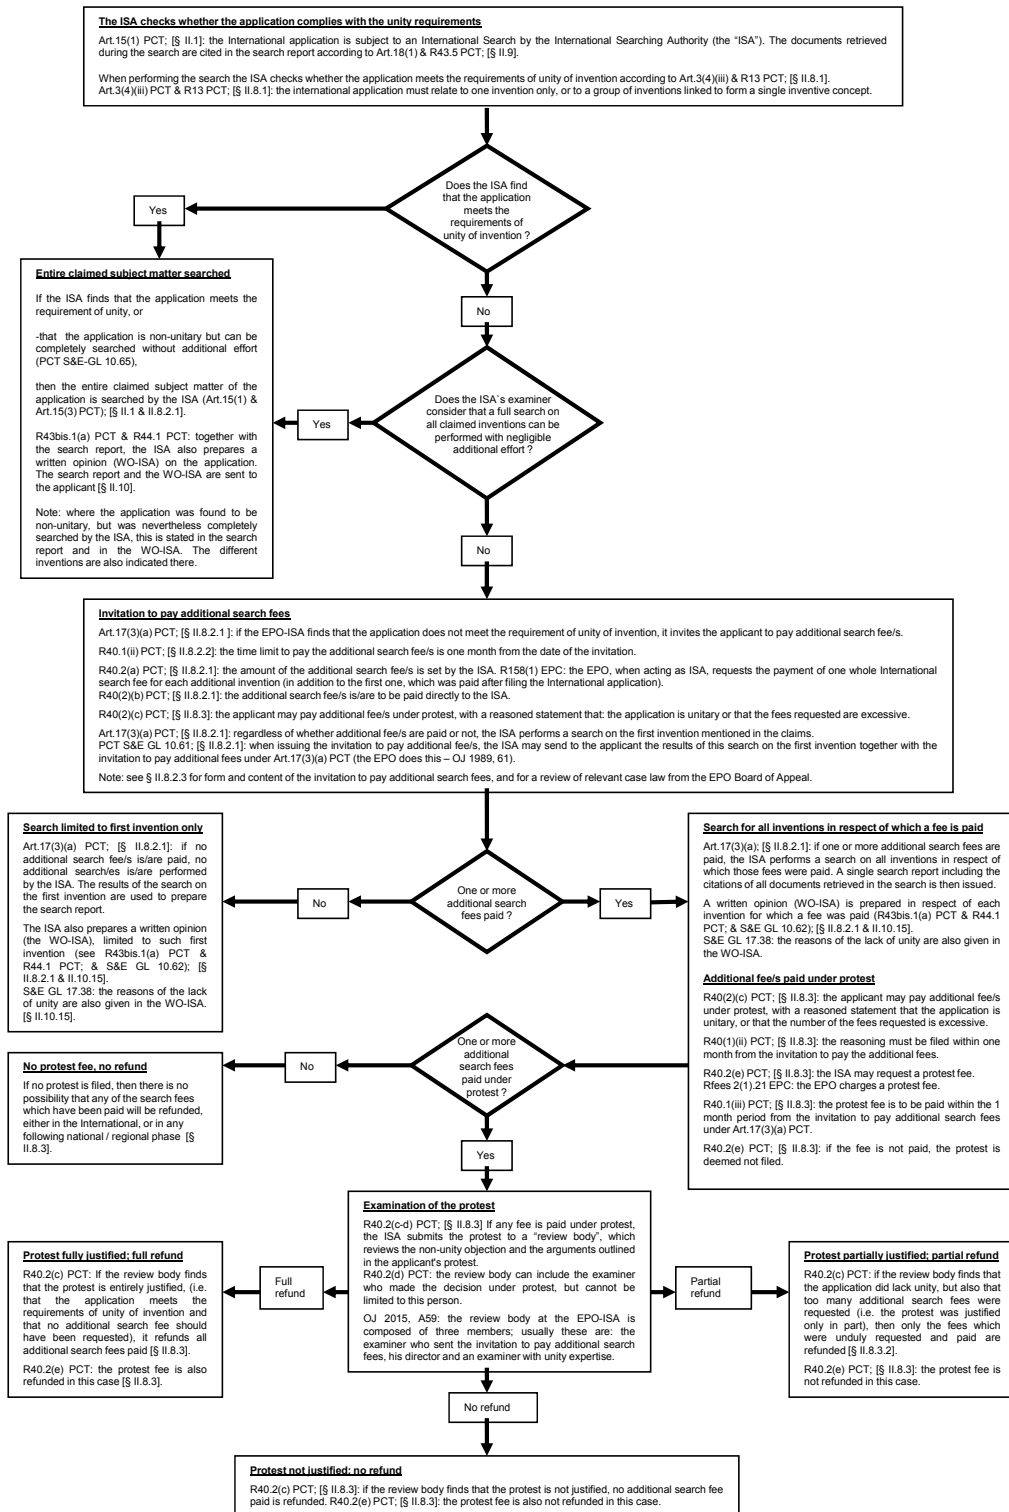 The ISA checks whether the application complies with the unity requirements
Art.15(1) PCT; [§ II.1]: the International application is subject to an International Search by the International Searching Authority (the “ISA”). The documents retrieved
during the search are cited in the search report according to Art.18(1) & R43.5 PCT; [§ II.9].
When performing the search the ISA checks whether the application meets the requirements of unity of invention according to Art.3(4)(iii) & R13 PCT; [§ II.8.1].
Art.3(4)(iii) PCT & R13 PCT; [§ II.8.1]: the international application must relate to one invention only, or to a group of inventions linked to form a single inventive concept.
Does the ISA find
that the application
meets the
requirements of
unity of invention ?
Yes
No
Entire claimed subject matter searched
If the ISA finds that the application meets the
requirement of unity, or
-that the application is non-unitary but can be
completely searched without additional effort
(PCT S&E-GL 10.65),
then the entire claimed subject matter of the
application is searched by the ISA (Art.15(1) &
Art.15(3) PCT); [§ II.1 & II.8.2.1].
R43bis.1(a) PCT & R44.1 PCT: together with
the search report, the ISA also prepares a
written opinion (WO-ISA) on the application.
The search report and the WO-ISA are sent to
the applicant [§ II.10].
Note: where the application was found to be
non-unitary, but was nevertheless completely
searched by the ISA, this is stated in the search
report and in the WO-ISA. The different
inventions are also indicated there.
Does the ISA`s examiner
consider that a full search on
all claimed inventions can be
performed with negligible
additional effort ?
Yes
No
Invitation to pay additional search fees
Art.17(3)(a) PCT; [§ II.8.2.1 ]: if the EPO-ISA finds that the application does not meet the requirement of unity of invention, it invites the applicant to pay additional search fee/s.
R40.1(ii) PCT; [§ II.8.2.2]: the time limit to pay the additional search fee/s is one month from the date of the invitation.
R40.2(a) PCT; [§ II.8.2.1]: the amount of the additional search fee/s is set by the ISA. R158(1) EPC: the EPO, when acting as ISA, requests the payment of one whole International
search fee for each additional invention (in addition to the first one, which was paid after filing the International application).
R40(2)(b) PCT; [§ II.8.2.1]: the additional search fee/s is/are to be paid directly to the ISA.
R40(2)(c) PCT; [§ II.8.3]: the applicant may pay additional fee/s under protest, with a reasoned statement that: the application is unitary or that the fees requested are excessive.
Art.17(3)(a) PCT; [§ II.8.2.1]: regardless of whether additional fee/s are paid or not, the ISA performs a search on the first invention mentioned in the claims.
PCT S&E GL 10.61; [§ II.8.2.1]: when issuing the invitation to pay additional fee/s, the ISA may send to the applicant the results of this search on the first invention together with the
invitation to pay additional fees under Art.17(3)(a) PCT (the EPO does this – OJ 1989, 61).
Note: see § II.8.2.3 for form and content of the invitation to pay additional search fees, and for a review of relevant case law from the EPO Board of Appeal.
Search limited to first invention only
Art.17(3)(a) PCT; [§ II.8.2.1]: if no
additional search fee/s is/are paid, no
additional search/es is/are performed
by the ISA. The results of the search on
the first invention are used to prepare
the search report.
The ISA also prepares a written opinion
(the WO-ISA), limited to such first
invention (see R43bis.1(a) PCT &
R44.1 PCT; & S&E GL 10.62); [§
II.8.2.1 & II.10.15].
S&E GL 17.38: the reasons of the lack
of unity are also given in the WO-ISA.
[§ II.10.15].
No
One or more
additional search
fees paid ?
Yes
Search for all inventions in respect of which a fee is paid
Art.17(3)(a); [§ II.8.2.1]: if one or more additional search fees are
paid, the ISA performs a search on all inventions in respect of
which those fees were paid. A single search report including the
citations of all documents retrieved in the search is then issued.
A written opinion (WO-ISA) is prepared in respect of each
invention for which a fee was paid (R43bis.1(a) PCT & R44.1
PCT; & S&E GL 10.62); [§ II.8.2.1 & II.10.15].
S&E GL 17.38: the reasons of the lack of unity are also given in
the WO-ISA.
Additional fee/s paid under protest
R40(2)(c) PCT; [§ II.8.3]: the applicant may pay additional fee/s
under protest, with a reasoned statement that the application is
unitary, or that the number of the fees requested is excessive.
R40(1)(ii) PCT; [§ II.8.3]: the reasoning must be filed within one
month from the invitation to pay the additional fees.
R40.2(e) PCT; [§ II.8.3]: the ISA may request a protest fee.
Rfees 2(1).21 EPC: the EPO charges a protest fee.
R40.1(iii) PCT; [§ II.8.3]: the protest fee is to be paid within the 1
month period from the invitation to pay additional search fees
under Art.17(3)(a) PCT.
R40.2(e) PCT; [§ II.8.3]: if the fee is not paid, the protest is
deemed not filed.
One or more
additional
search fees
paid under
protest ?
No
Yes
No protest fee, no refund
If no protest is filed, then there is no
possibility that any of the search fees
which have been paid will be refunded,
either in the International, or in any
following national / regional phase [§
II.8.3].
Examination of the protest
R40.2(c-d) PCT; [§ II.8.3] If any fee is paid under protest,
the ISA submits the protest to a “review body”, which
reviews the non-unity objection and the arguments outlined
in the applicant's protest.
R40.2(d) PCT: the review body can include the examiner
who made the decision under protest, but cannot be
limited to this person.
OJ 2015, A59: the review body at the EPO-ISA is
composed of three members; usually these are: the
examiner who sent the invitation to pay additional search
fees, his director and an examiner with unity expertise.
Full
refund
Partial
refund
No refund
Protest fully justified; full refund
R40.2(c) PCT: If the review body finds
that the protest is entirely justified, (i.e.
that the application meets the
requirements of unity of invention and
that no additional search fee should
have been requested), it refunds all
additional search fees paid [§ II.8.3].
R40.2(e) PCT: the protest fee is also
refunded in this case [§ II.8.3].
Protest partially justified; partial refund
R40.2(c) PCT: if the review body finds that
the application did lack unity, but also that
too many additional search fees were
requested (i.e. the protest was justified
only in part), then only the fees which
were unduly requested and paid are
refunded [§ II.8.3.2].
R40.2(e) PCT; [§ II.8.3]: the protest fee is
not refunded in this case.
Protest not justified: no refund
R40.2(c) PCT; [§ II.8.3]: if the review body finds that the protest is not justified, no additional search fee
paid is refunded. R40.2(e) PCT; [§ II.8.3]: the protest fee is also not refunded in this case.